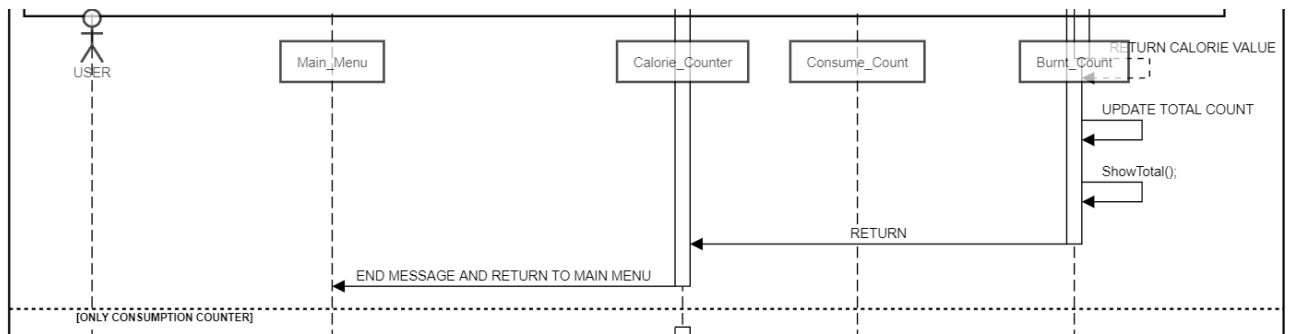 RETURN CALORIE VALUE
USER
Main_Menu
Calorie_Counter
Consume_Count
Burnt_Count
UPDATE TOTAL COUNT
ShowTotal();
RETURN
END MESSAGE AND RETURN TO MAIN MENU
[ONLY CONSUMPTION COUNTER]